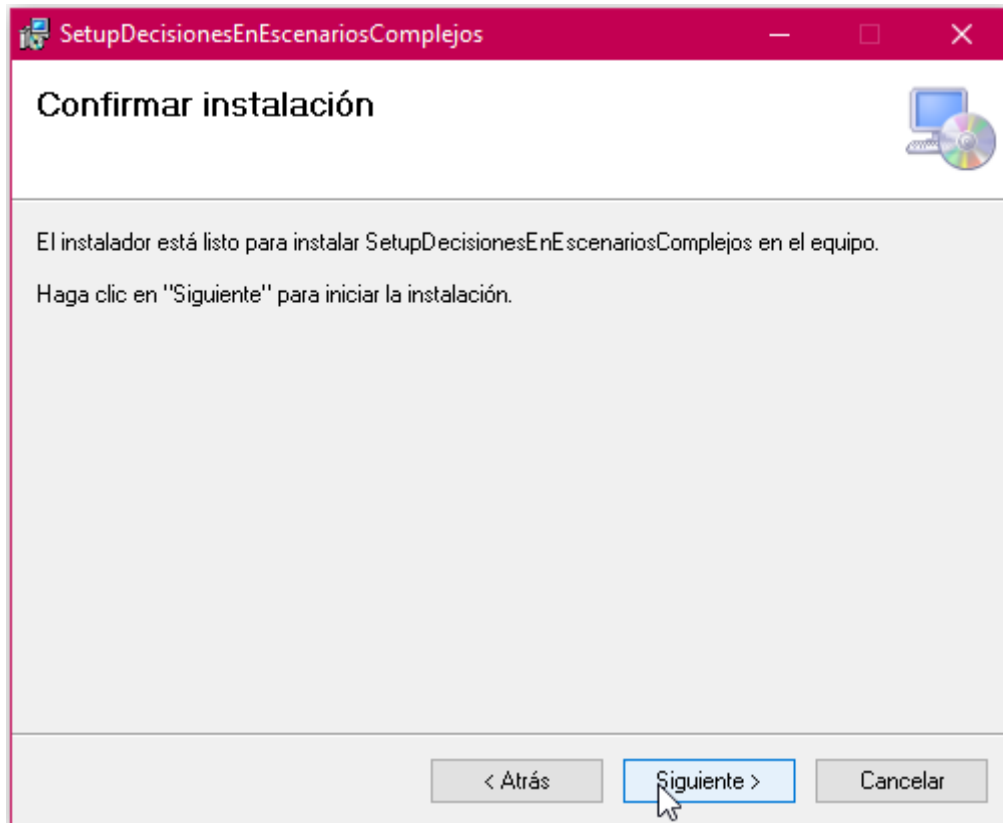 SetupDecisionesEnEscenariosComplejos
Confirmar instalación
El instalador está listo para instalar SetupDecisionesEnEscenariosComplejos en el equipo.
Haga clic en "Siguiente" para iniciar la instalación.
< Atrás
Siguiente >
Cancelar